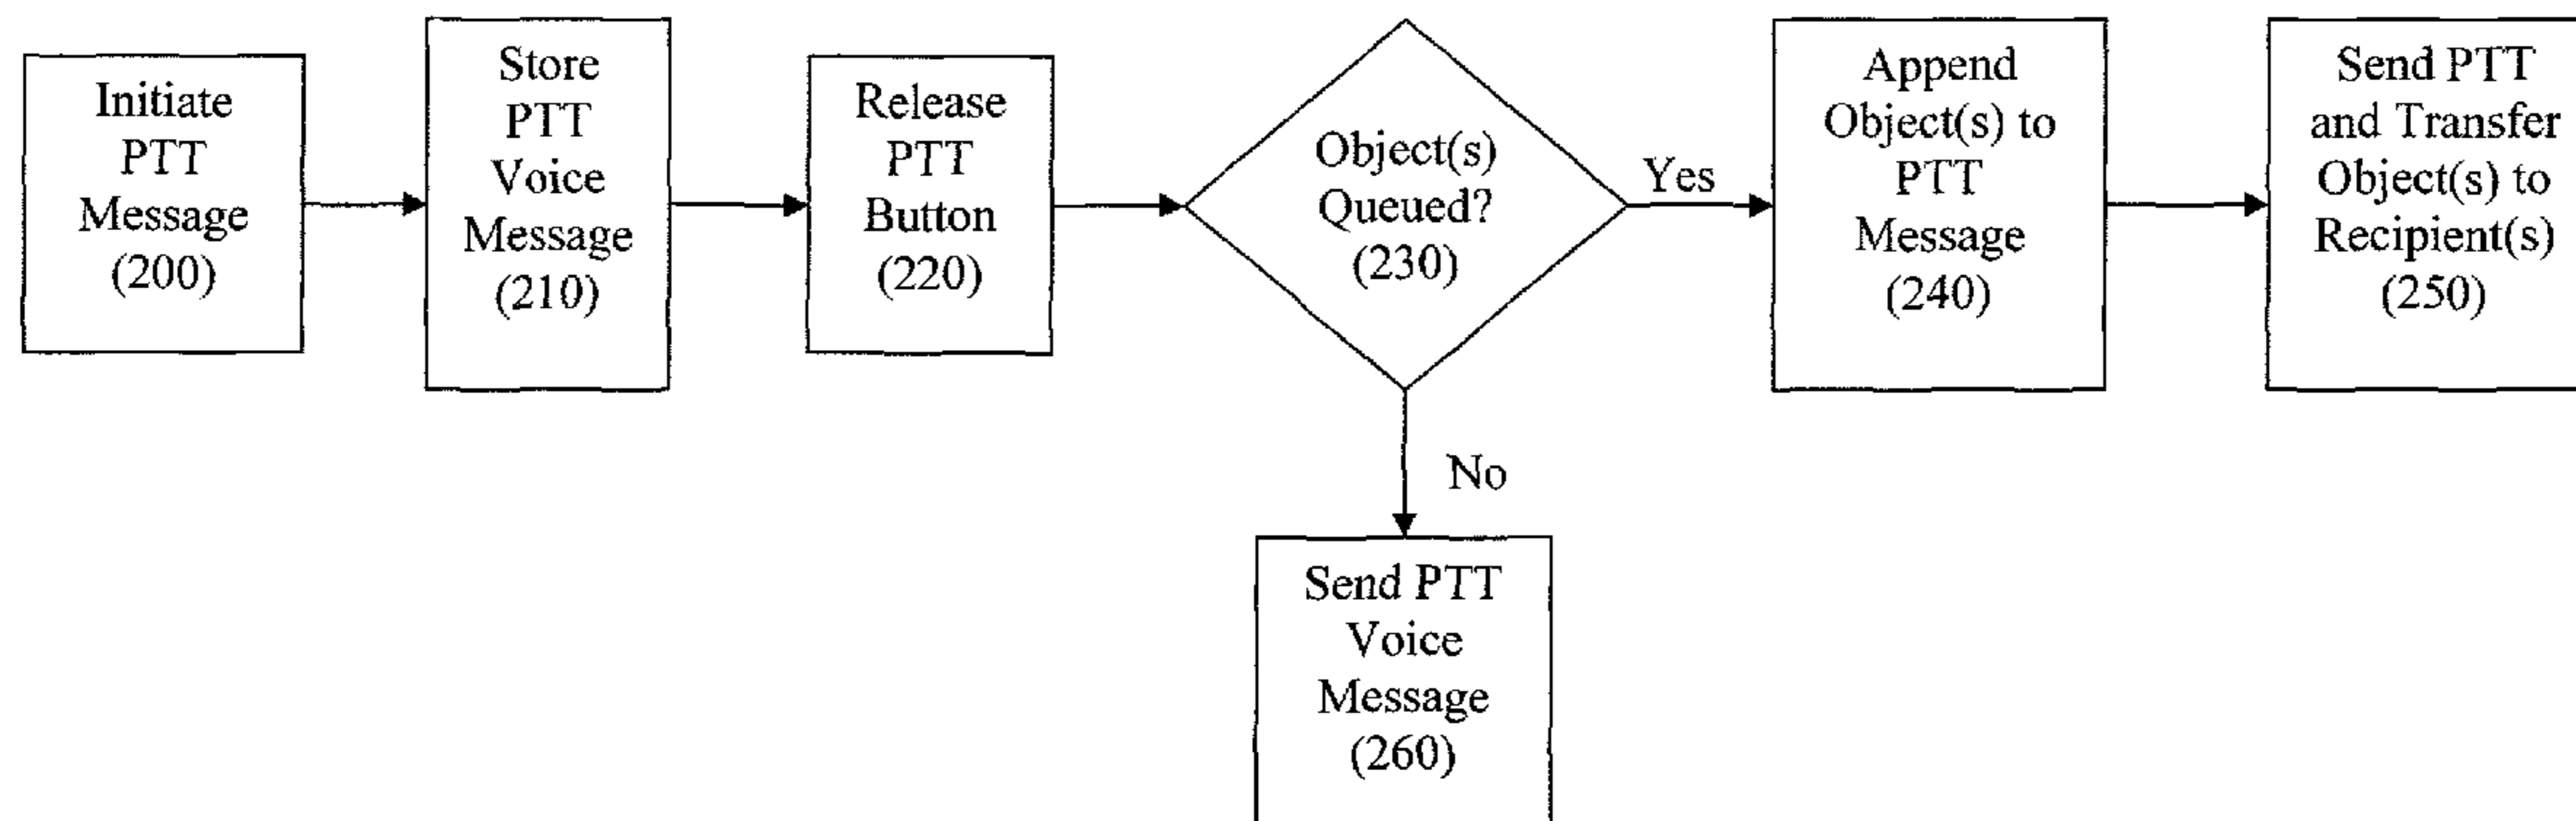 Initiate
PTT
Message
(200)
Store
PTT
Voice
Message
(210)
Release
PTT
Button
(220)
Object(s)
Queued?
(230)
Yes
Append
Object(s) to
PTT
Message
(240)
Send PTT
and Transfer
Object(s) to
Recipient(s)
(250)
No
Send PTT
Voice
Message
(260)